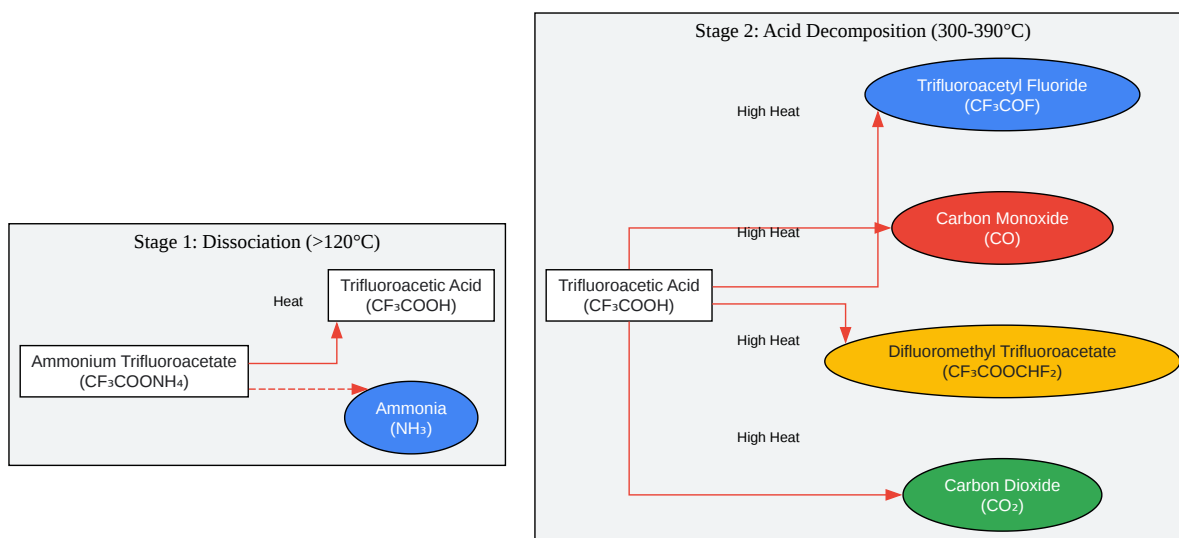 Stage 1: Dissociation (>120°C)
Heat
Trifluoroacetic Acid
(CF₃COOH)
Ammonium Trifluoroacetate
(CF₃COONH₄)
Ammonia
(NH₃)
Stage 2: Acid Decomposition (300-390°C)
High Heat
Trifluoroacetyl Fluoride
(CF₃COF)
High Heat
Carbon Monoxide
(CO)
Trifluoroacetic Acid
(CF₃COOH)
High Heat
Difluoromethyl Trifluoroacetate
(CF₃COOCHF₂)
High Heat
Carbon Dioxide
(CO₂)